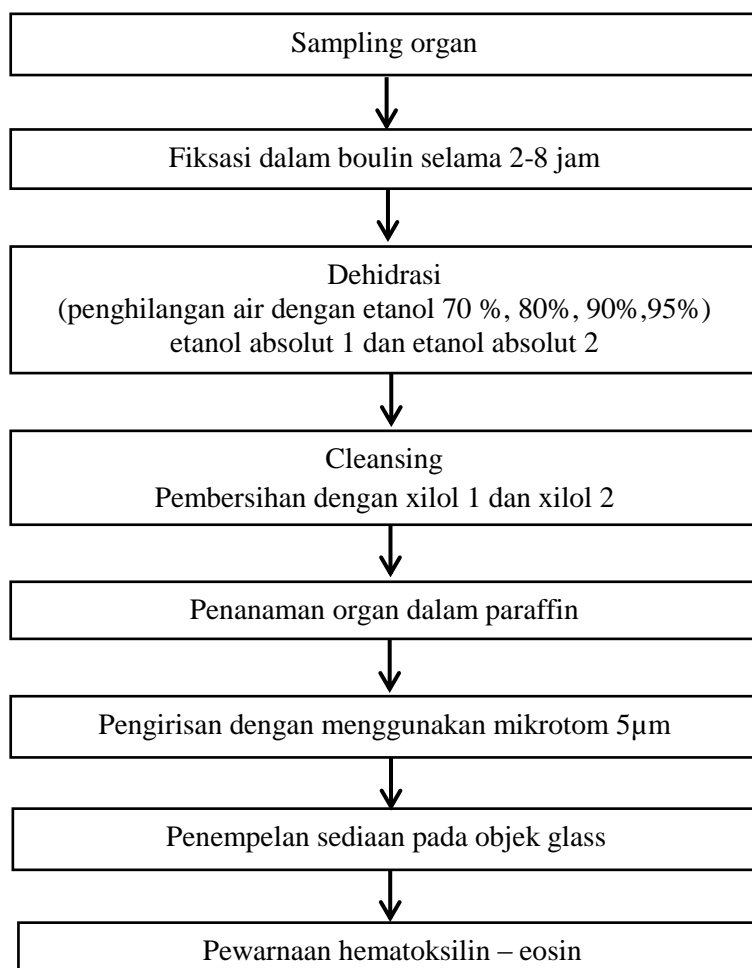 Sampling organ
Fiksasi dalam boulin selama 2-8 jam
Dehidrasi
(penghilangan air dengan etanol 70 %, 80%, 90%,95%)
etanol absolut 1 dan etanol absolut 2
Cleansing
Pembersihan dengan xilol 1 dan xilol 2
Penanaman organ dalam paraffin
Pengirisan dengan menggunakan mikrotom 5µm
Penempelan sediaan pada objek glass
Pewarnaan hematoksilin – eosin